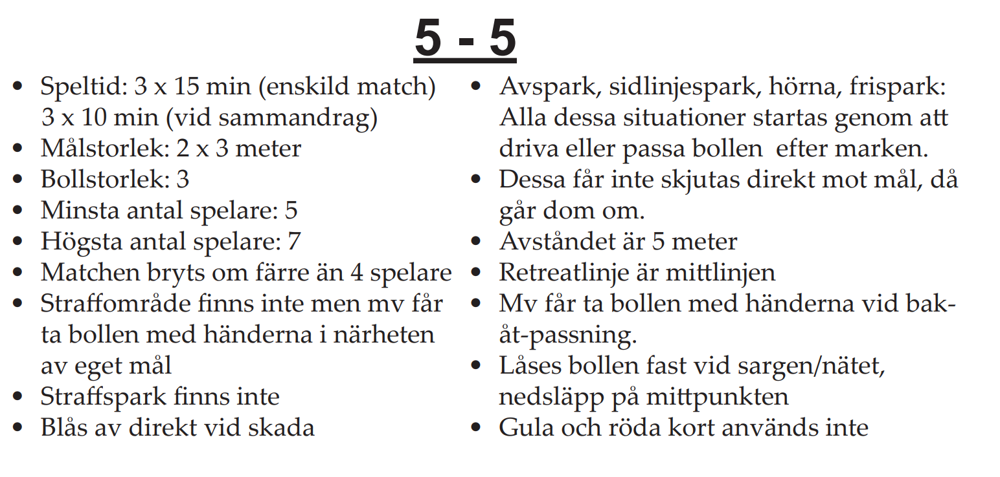 5 - 5
• Speltid: 3 x 15 min (enskild match)
3 x 10 min (vid sammandrag)
• Målstorlek: 2 x 3 meter
• Bollstorlek: 3
• Minsta antal spelare: 5
• Högsta antal spelare: 7
• Matchen bryts om färre än 4 spelare
• Straffområde finns inte men mv får
ta bollen med händerna i närheten
av eget mål
• Straffspark finns inte
• Blås av direkt vid skada
• Avspark, sidlinjespark, hörna, frispark:
Alla dessa situationer startas genom att
driva eller passa bollen  efter marken.
• Dessa får inte skjutas direkt mot mål, då
går dom om.
• Avståndet är 5 meter
• Retreatlinje är mittlinjen
• Mv får ta bollen med händerna vid bak-
åt-passning.
• Låses bollen fast vid sargen/nätet,
nedsläpp på mittpunkten
• Gula och röda kort används inte